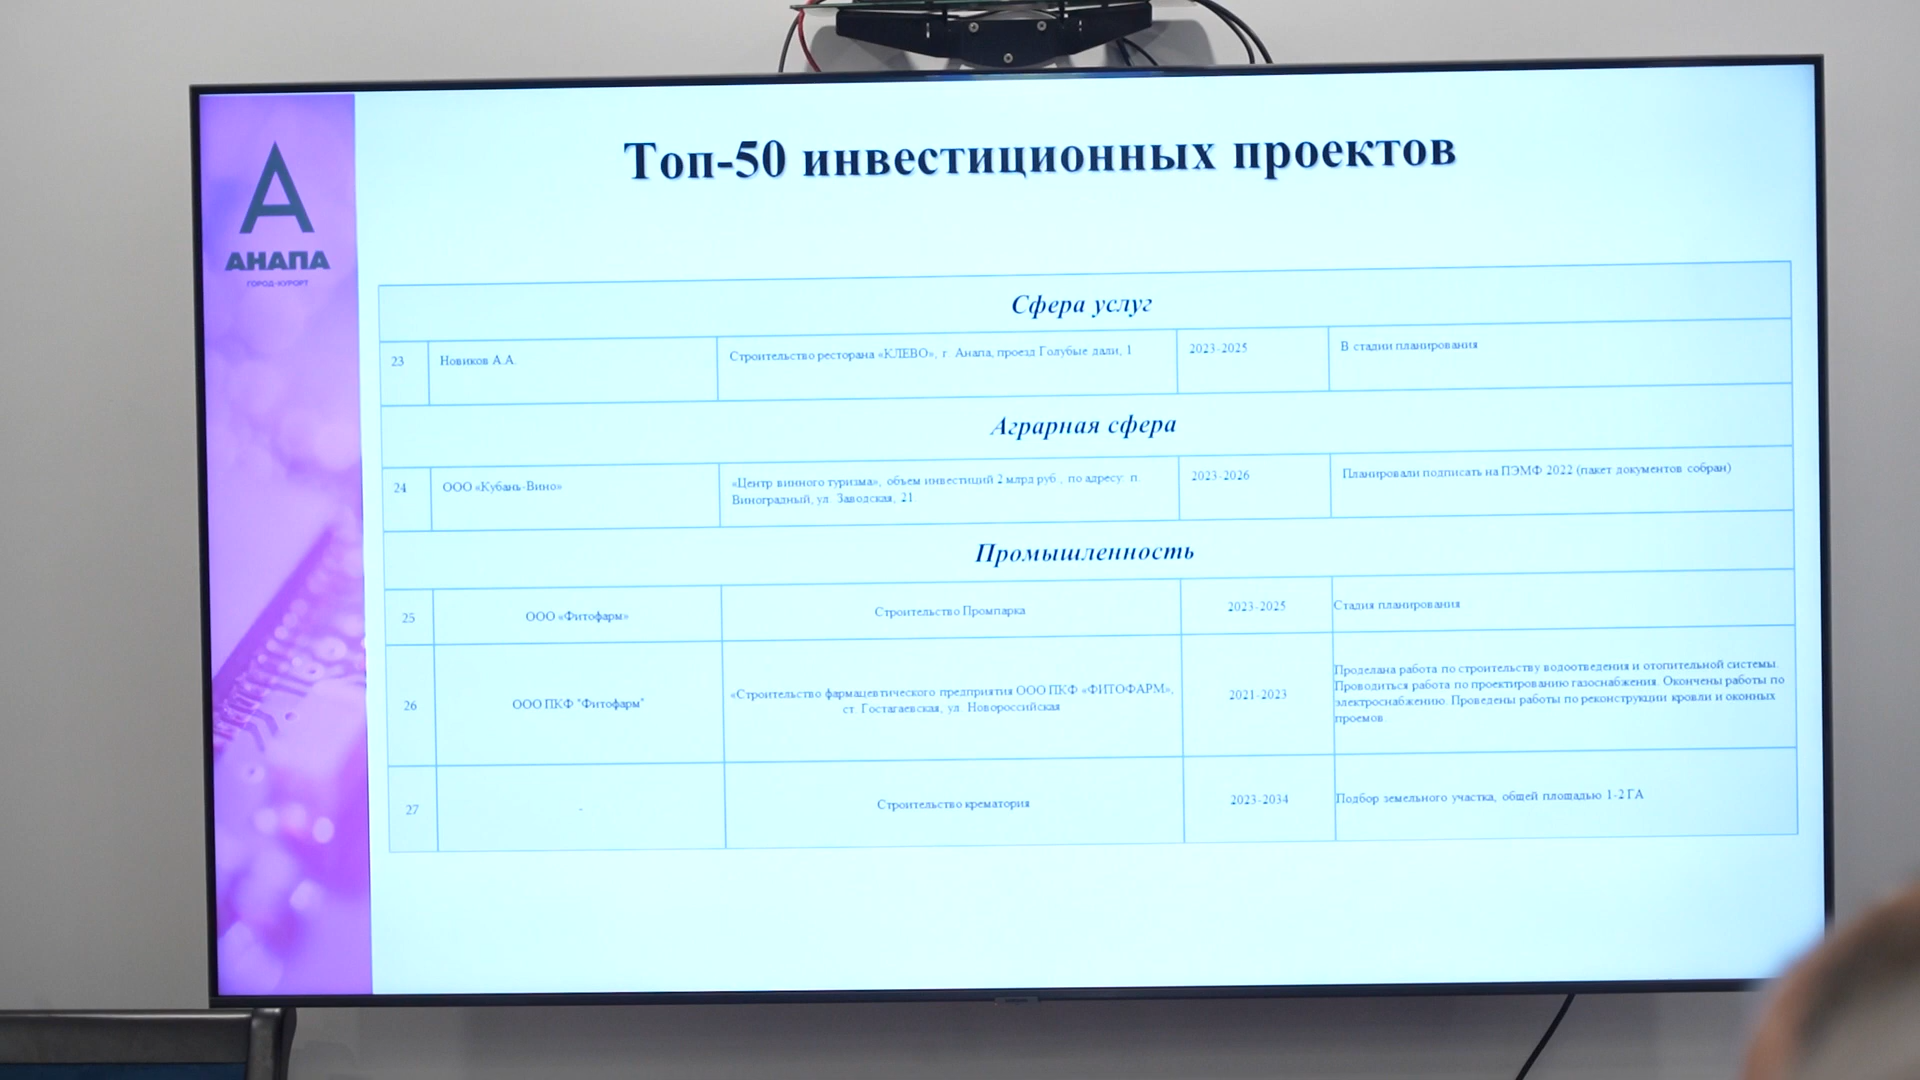 А
АНАПА
ГОРОД-КУРОРТ
Топ-50 инвестиционных проектов
Сфера услуг
23 Новиков А.А. Строительство ресторана «КЛЕВО», г. Анапа, проезд Голубые дали, 1 2023-2025 В стадии планирования
Аграрная сфера
24 ООО «Кубань-Вино» «Центр винного туризма», объем инвестиций 2 млрд руб., по адресу: п. 2023-2026 Планировали подписать на ПЭМФ 2022 (пакет документов собран)
Виноградный, ул. Заводская, 21
Промышленность
25 ООО «Фитофарм» Строительство Промпарка 2023-2025 Стадия планирования
26 ООО ПКФ "Фитофарм" «Строительство фармацевтического предприятия ООО ПКФ «ФИТОФАРМ»,
ст. Гостагаевская, ул. Новороссийская
2021-2023
Проделана работа по строительству водоотведения и отопительной системы.
Проводиться работа по проектированию газоснабжения. Окончены работы по
электроснабжению. Проведены работы по реконструкции кровли и оконных
проемов.
27 - Строительство крематория 2023-2034 Подбор земельного участка, общей площадью 1-2 ГА